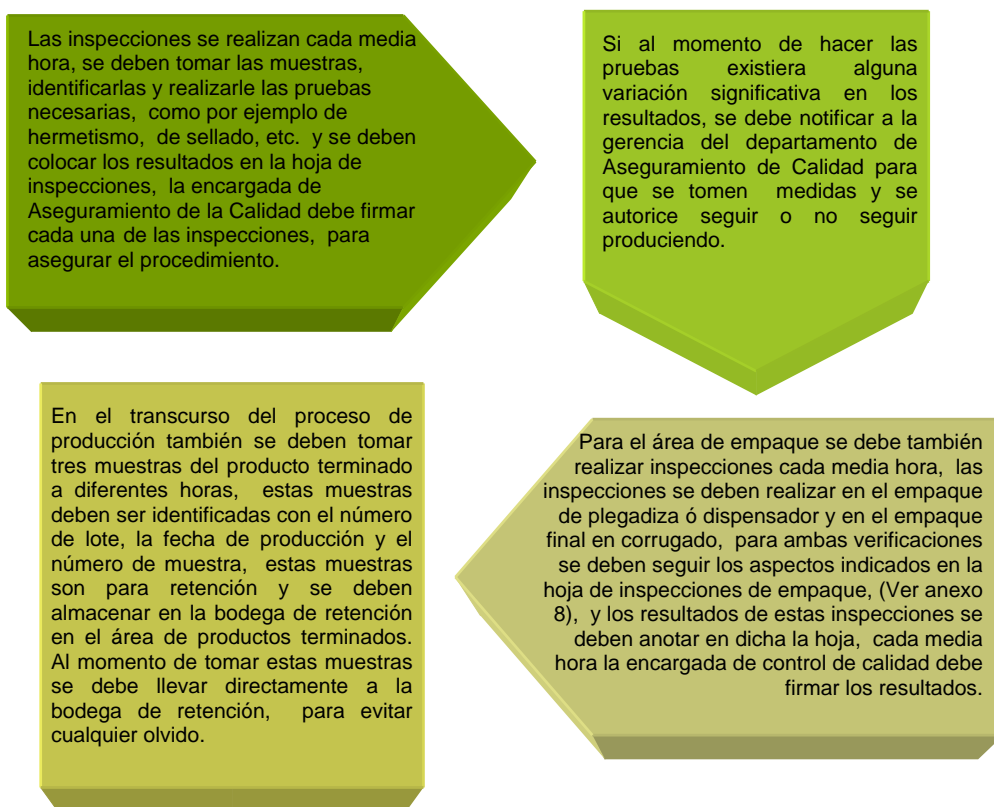 Las inspecciones se realizan cada media
hora, se deben tomar las muestras,
identificarlas y realizarle las pruebas
necesarias, como por ejemplo de
hermetismo, de sellado, etc. y se deben
colocar los resultados en la hoja de
inspecciones, la encargada de
Aseguramiento de la Calidad debe firmar
cada una de las inspecciones, para
asegurar el procedimiento.
Si al momento de hacer las
pruebas existiera alguna
variación significativa en los
resultados, se debe notificar a la
gerencia del departamento de
Aseguramiento de Calidad para
que se tomen medidas y se
autorice seguir o no seguir
produciendo.
Para el área de empaque se debe también
realizar inspecciones cada media hora, las
inspecciones se deben realizar en el empaque
de plegadiza ó dispensador y en el empaque
final en corrugado, para ambas verificaciones
se deben seguir los aspectos indicados en la
hoja de inspecciones de empaque, (Ver anexo
8), y los resultados de estas inspecciones se
deben anotar en dicha la hoja, cada media
hora la encargada de control de calidad debe
firmar los resultados.
En el transcurso del proceso de
producción también se deben tomar
tres muestras del producto terminado
a diferentes horas, estas muestras
deben ser identificadas con el número
de lote, la fecha de producción y el
número de muestra, estas muestras
son para retención y se deben
almacenar en la bodega de retención
en el área de productos terminados.
Al momento de tomar estas muestras
se debe llevar directamente a la
bodega de retención, para evitar
cualquier olvido.